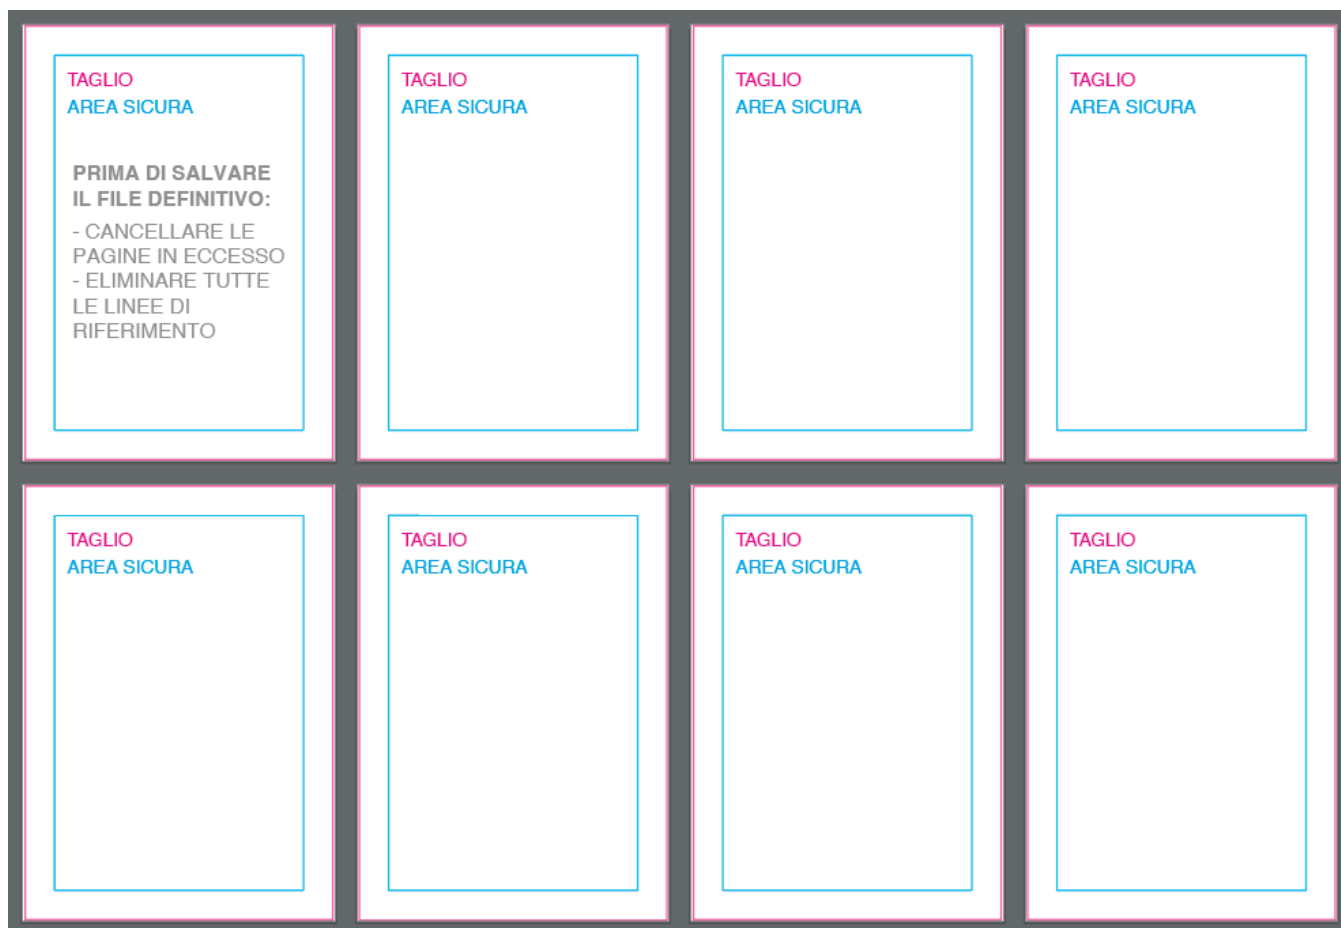 TAGLIO
AREA SICURA
PRIMA DI SALVARE
IL FILE DEFINITIVO:
- CANCELLARE LE
PAGINE IN ECCESSO
- ELIMINARE TUTTE
LE LINEE DI
RIFERIMENTO
TAGLIO
AREA SICURA
TAGLIO
AREA SICURA
TAGLIO
AREA SICURA
TAGLIO
AREA SICURA
TAGLIO
AREA SICURA
TAGLIO
AREA SICURA
TAGLIO
AREA SICURA